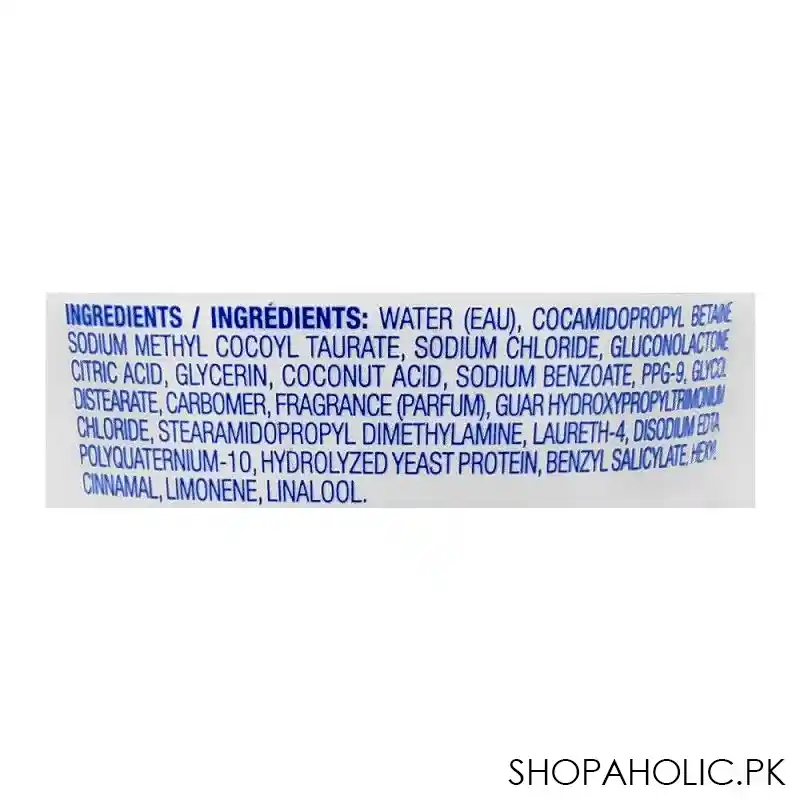 INGREDIENTS / INGRÉDIENTS: WATER (EAU), COCAMIDOPROPYL BETAINE
SODIUM METHYL COCOYL TAURATE, SODIUM CHLORIDE, GLUCONOLACTONE
CITRIC ACID, GLYCERIN, COCONUT ACID, SODIUM BENZOATE, PPG-9, GLYCOL
DISTEARATE, CARBOMER, FRAGRANCE (PARFUM), GUAR HYDROXYPROPYLTRIMONIUM
CHLORIDE, STEARAMIDOPROPYL DIMETHYLAMINE, LAURETH-4, DISODIUM EDTA
POLYQUATERNIUM-10, HYDROLYZED YEAST PROTEIN, BENZYL SALICYLATE, HEXYL
CINNAMAL, LIMONENE, LINALOOL.
SHOPAHOLIC.PK